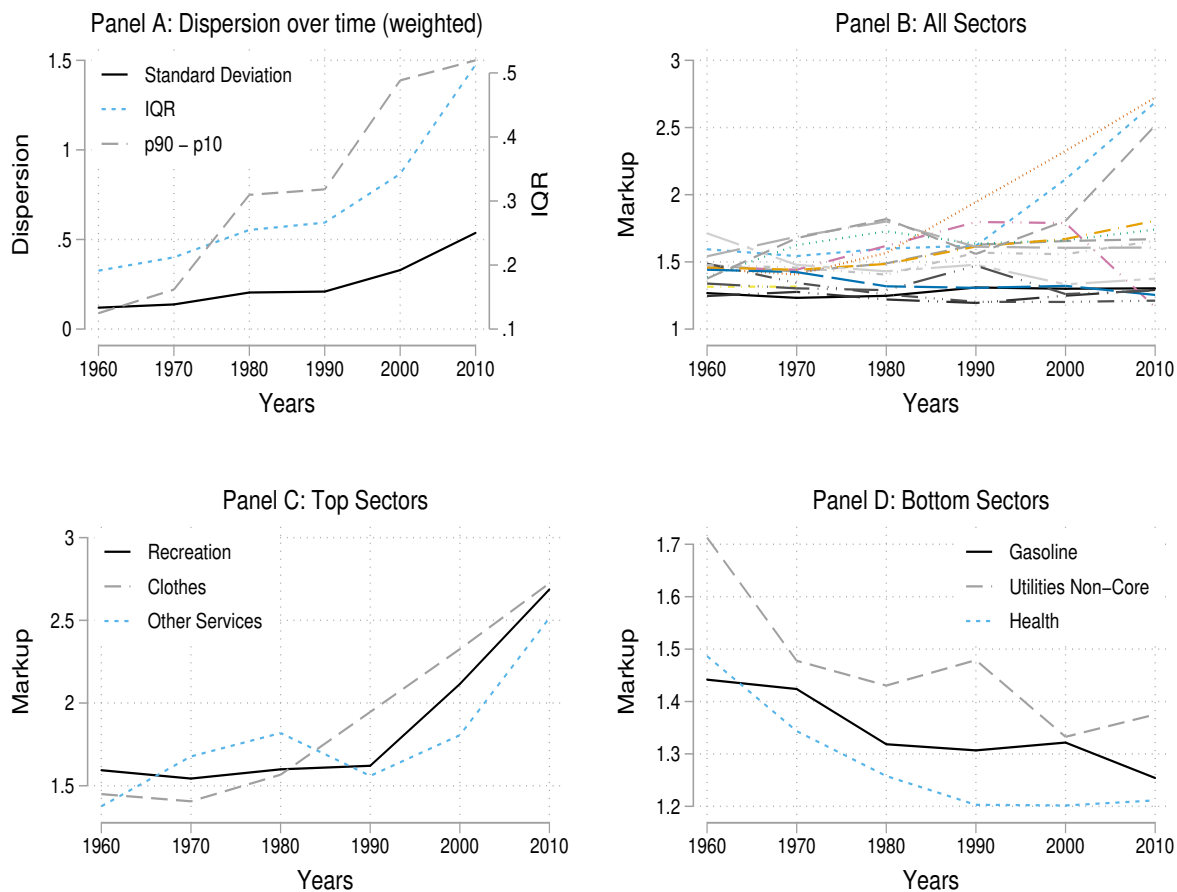 Panel A: Dispersion over time (weighted)
1.5
1
.5
0
Dispersion
.5
.4
.3
.2
.1
IQR
Standard Deviation
IQR
p90 − p10
1960 1970 1980 1990 2000 2010
Years
Panel B: All Sectors
3
2.5
2
1.5
1
Markup
1960 1970 1980 1990 2000 2010
Years
Panel C: Top Sectors
3
2.5
2
1.5
Markup
Recreation
Clothes
Other Services
1960 1970 1980 1990 2000 2010
Years
Panel D: Bottom Sectors
1.7
1.6
1.5
1.4
1.3
1.2
Markup
Gasoline
Utilities Non−Core
Health
1960 1970 1980 1990 2000 2010
Years